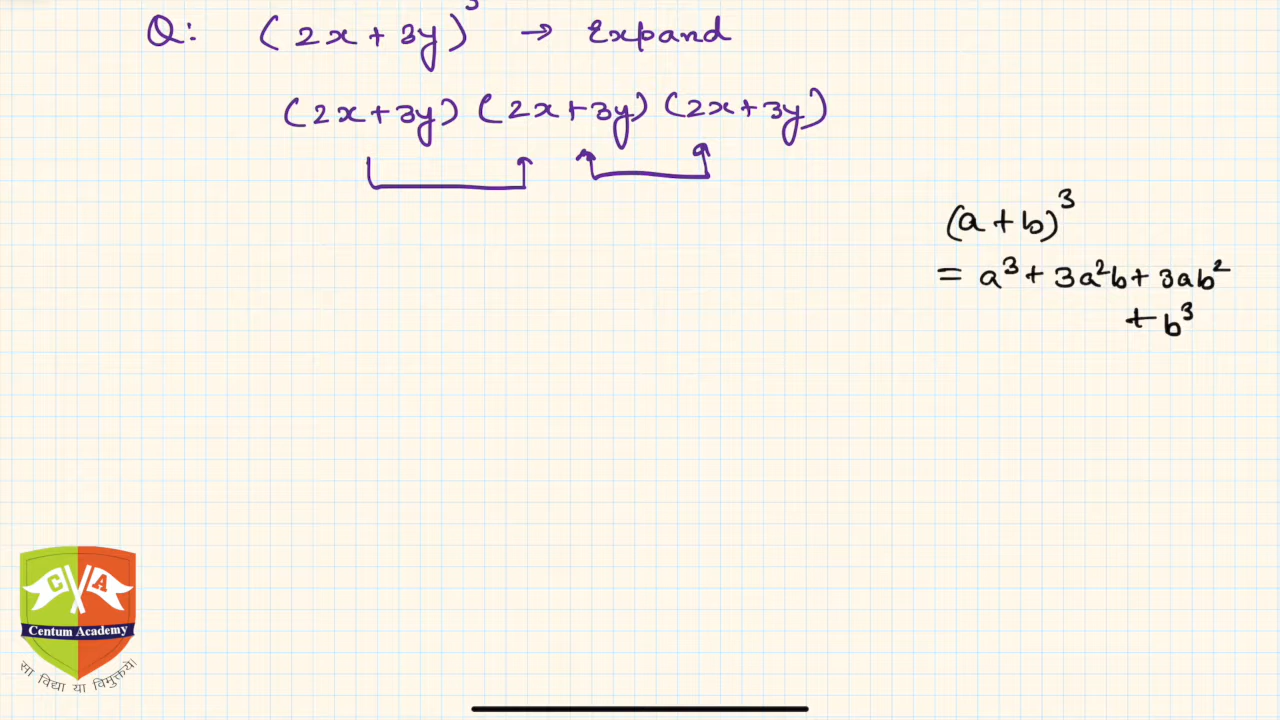 Q: (2x + 3y)³ → Expand
(2x + 3y) (2x + 3y) (2x + 3y)
(a + b)³
= a³ + 3a²b + 3ab²
+ b³
C A
Centum Academy
सा विद्या या विमुक्तये।